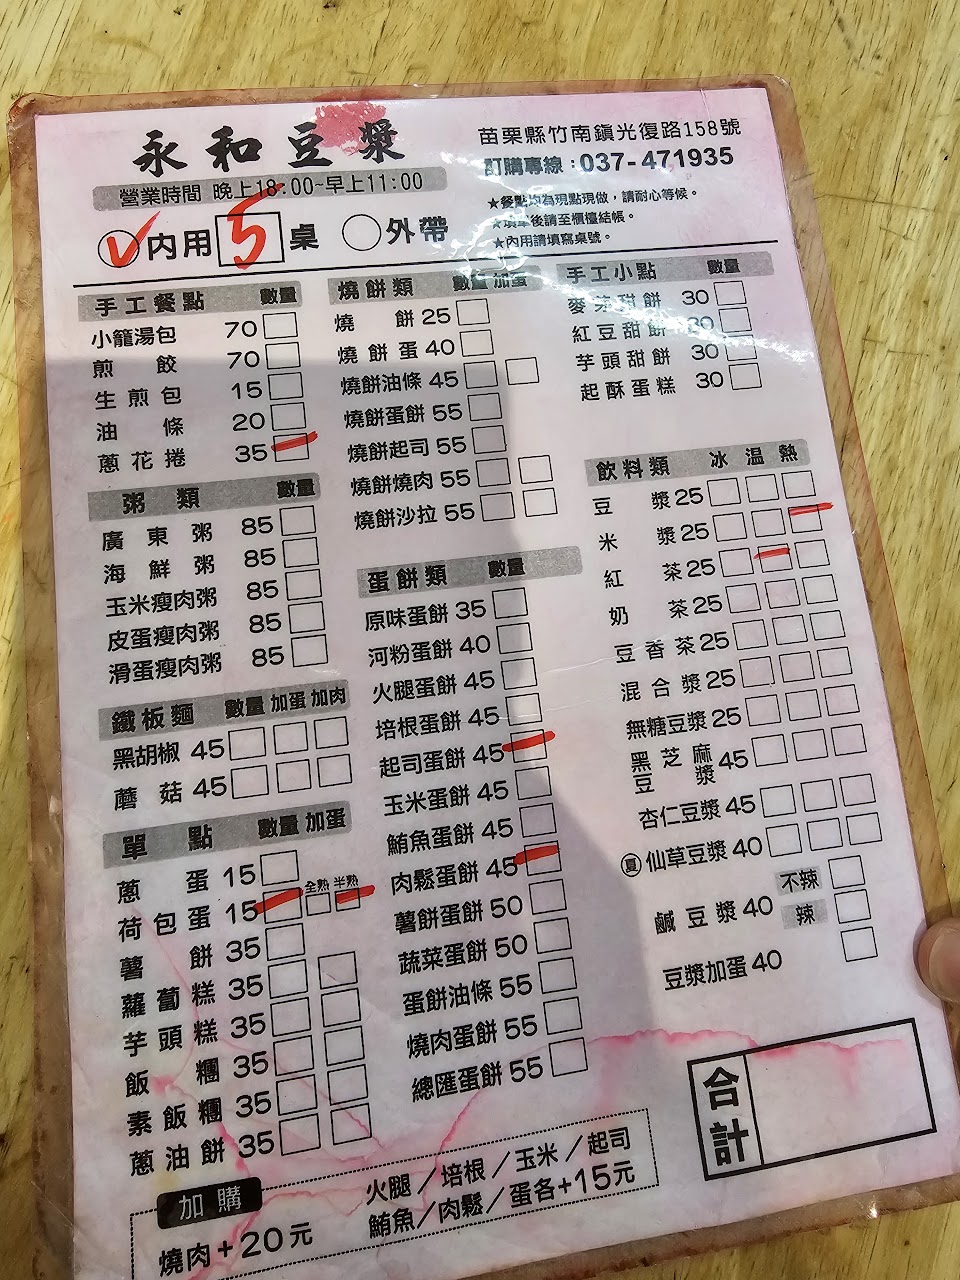 永和豆漿
營業時間 晚上18:00~早上11:00
苗栗縣竹南鎮光復路158號
訂購專線:037-471935
★餐點均為現點現做,請耐心等候。
★填單後請至櫃檯結帳。
★內用請填寫桌號。
內用 5 桌 外帶
手工餐點 數量
小籠湯包 70
煎餃 70
生煎包 15
油條 20
蔥花捲 35
粥類 數量
廣東粥 85
海鮮粥 85
玉米瘦肉粥 85
皮蛋瘦肉粥 85
滑蛋瘦肉粥 85
鐵板麵 數量 加蛋 加肉
黑胡椒 45
蘑菇 45
單點 數量 加蛋
蔥蛋 15
荷包蛋 15 全熟 半熟
薯餅 35
蘿蔔糕 35
芋頭糕 35
飯糰 35
素飯糰 35
蔥油餅 35
燒餅類 數量 加蛋
燒餅 25
燒餅蛋 40
燒餅油條 45
燒餅蛋餅 55
燒餅起司 55
燒餅燒肉 55
燒餅沙拉 55
蛋餅類 數量
原味蛋餅 35
河粉蛋餅 40
火腿蛋餅 45
培根蛋餅 45
起司蛋餅 45
玉米蛋餅 45
鮪魚蛋餅 45
肉鬆蛋餅 45
薯餅蛋餅 50
蔬菜蛋餅 50
蛋餅油條 55
燒肉蛋餅 55
總匯蛋餅 55
手工小點 數量
麥芽甜餅 30
紅豆甜餅 30
芋頭甜餅 30
起酥蛋糕 30
飲料類 冰 温 熱
豆漿 25
米漿 25
紅茶 25
奶茶 25
豆香茶 25
混合漿 25
無糖豆漿 25
黑芝麻豆漿 45
杏仁豆漿 45
夏 仙草豆漿 40
鹹豆漿 40 不辣 辣
豆漿加蛋 40
合計
加購
燒肉+20元
火腿/培根/玉米/起司
鮪魚/肉鬆/蛋各+15元